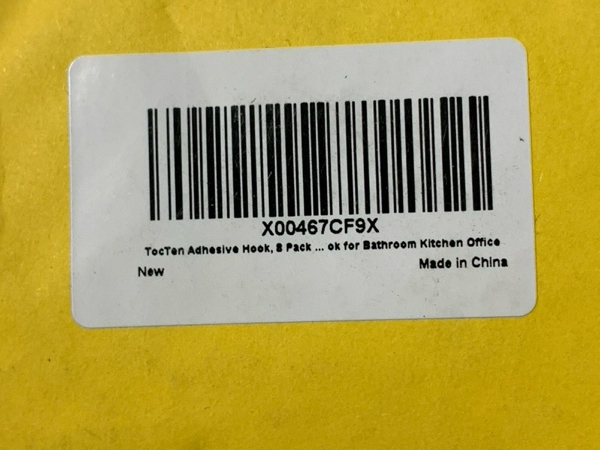 X00467CF9X
TocTen Adhesive Hook, 8 Pack ... ok for Bathroom Kitchen Office
New
Made in China